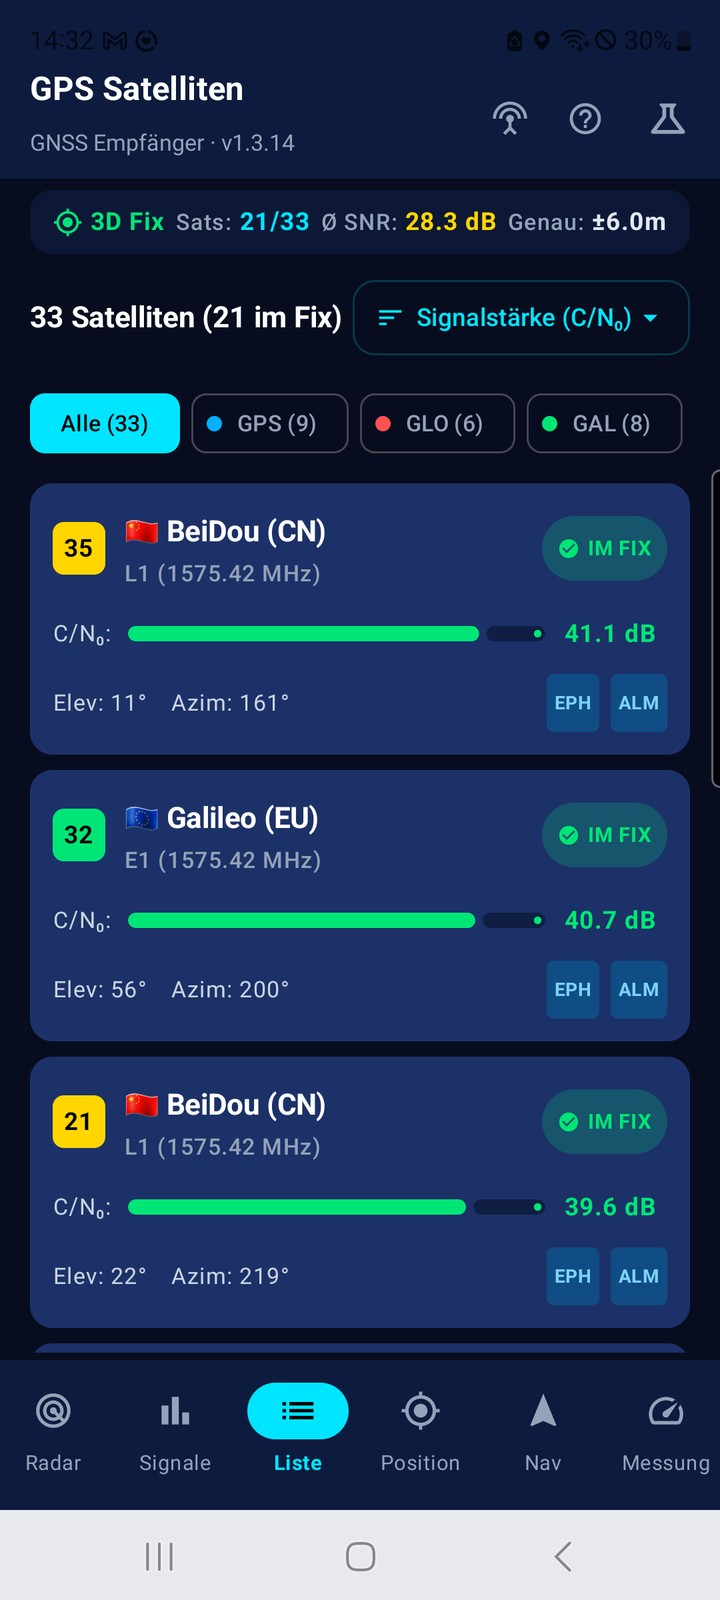 14:32 30%
GPS Satelliten
GNSS Empfänger · v1.3.14
3D Fix Sats: 21/33 Ø SNR: 28.3 dB Genau: ±6.0m
33 Satelliten (21 im Fix) Signalstärke (C/N₀)
Alle (33) GPS (9) GLO (6) GAL (8)
35 BeiDou (CN) IM FIX
L1 (1575.42 MHz)
C/N₀: 41.1 dB
Elev: 11° Azim: 161° EPH ALM
32 Galileo (EU) IM FIX
E1 (1575.42 MHz)
C/N₀: 40.7 dB
Elev: 56° Azim: 200° EPH ALM
21 BeiDou (CN) IM FIX
L1 (1575.42 MHz)
C/N₀: 39.6 dB
Elev: 22° Azim: 219° EPH ALM
Radar Signale Liste Position Nav Messung